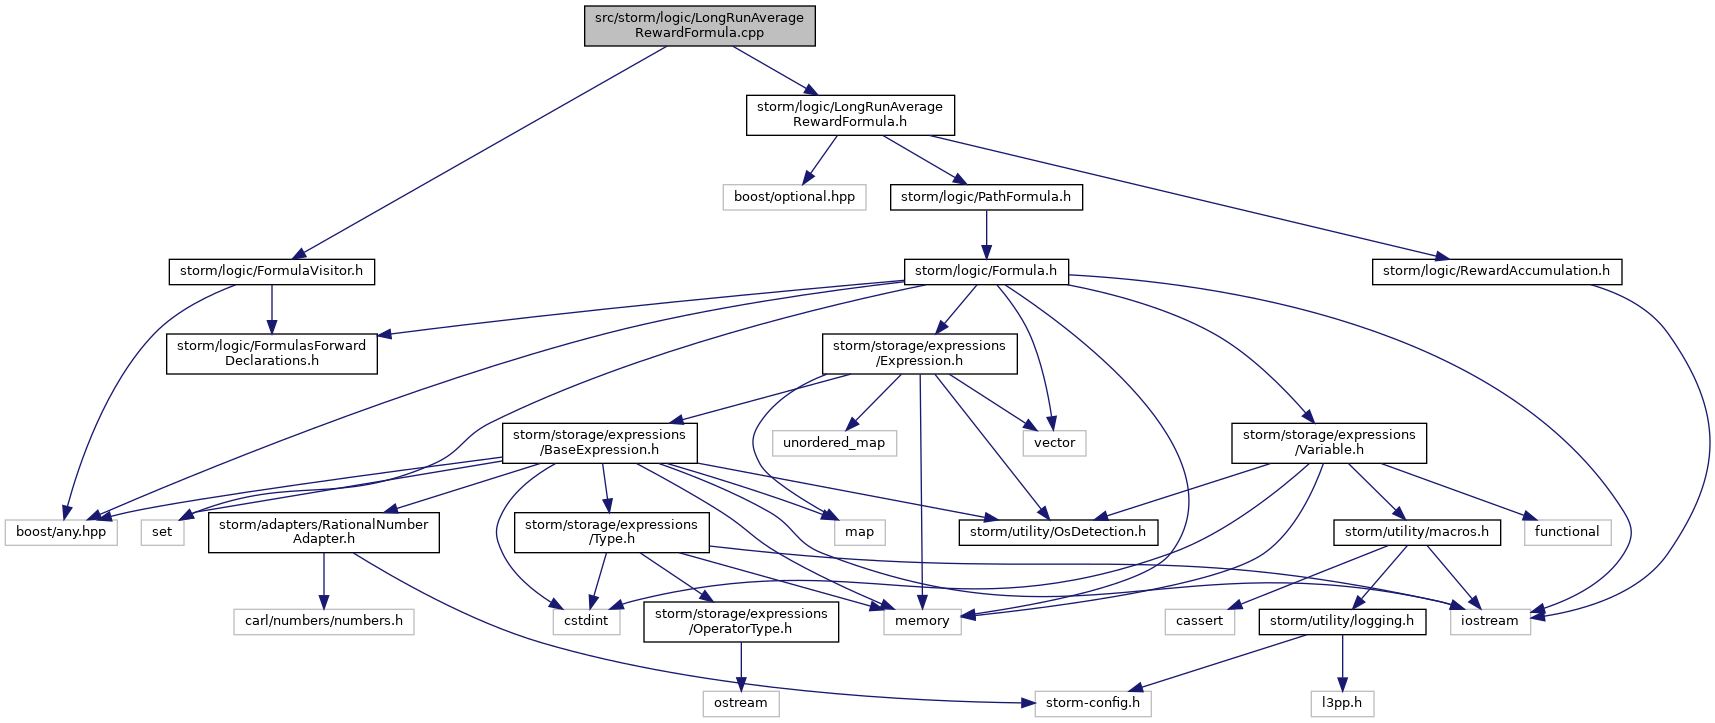 src/storm/logic/LongRunAverage
RewardFormula.cpp
storm/logic/LongRunAverage
RewardFormula.h
boost/optional.hpp
storm/logic/PathFormula.h
storm/logic/FormulaVisitor.h
storm/logic/Formula.h
storm/logic/RewardAccumulation.h
storm/logic/FormulasForward
Declarations.h
storm/storage/expressions
/Expression.h
storm/storage/expressions
/BaseExpression.h
unordered_map
vector
storm/storage/expressions
/Variable.h
boost/any.hpp
set
storm/adapters/RationalNumber
Adapter.h
storm/storage/expressions
/Type.h
map
storm/utility/OsDetection.h
storm/utility/macros.h
functional
carl/numbers/numbers.h
cstdint
storm/storage/expressions
/OperatorType.h
memory
cassert
storm/utility/logging.h
iostream
ostream
storm-config.h
l3pp.h